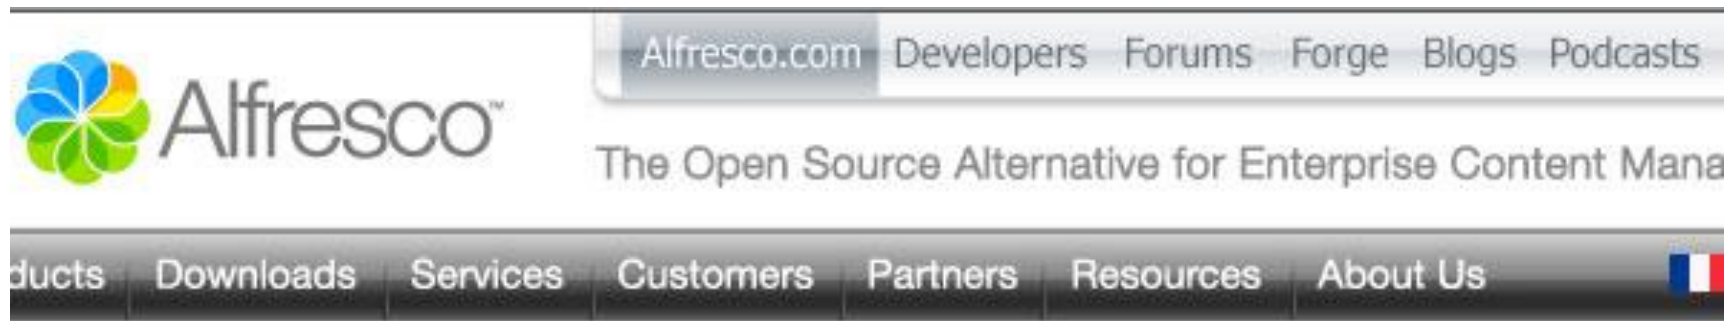 Alfresco.com Developers Forums Forge Blogs Podcasts
Alfresco™
The Open Source Alternative for Enterprise Content Mana
ducts Downloads Services Customers Partners Resources About Us